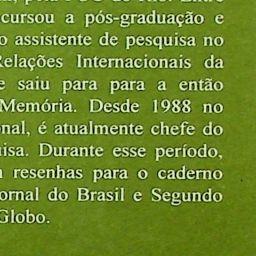 cursou a pós-graduação e
o assistente de pesquisa no
Relações Internacionais da
e saiu para para a então
Memória. Desde 1988 no
onal, é atualmente chefe do
isa. Durante esse período,
resenhas para o caderno
ornal do Brasil e Segundo
Globo.